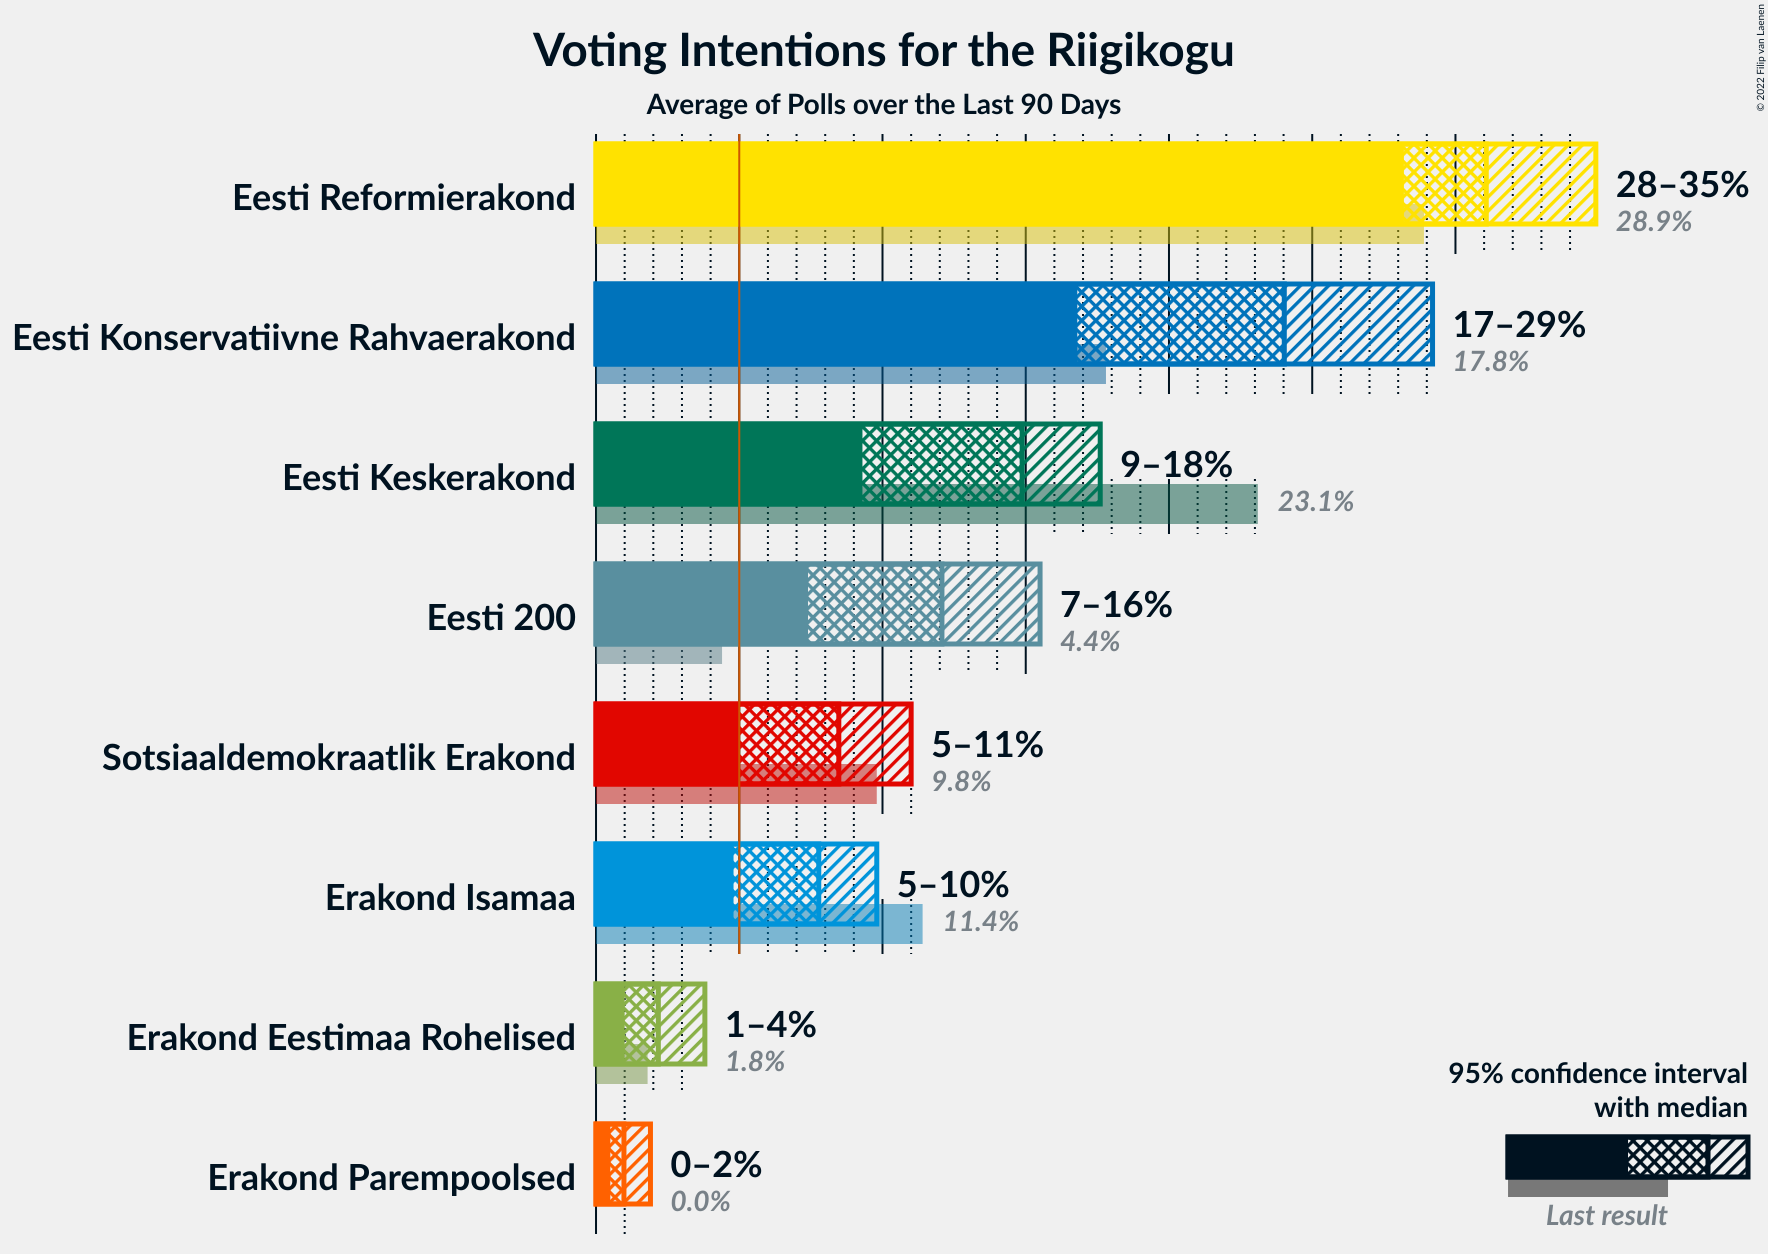 Voting Intentions for the Riigikogu
Average of Polls over the Last 90 Days
© 2022 Filip van Laenen
Eesti Reformierakond
28–35%
28.9%
Eesti Konservatiivne Rahvaerakond
17–29%
17.8%
Eesti Keskerakond
9–18%
23.1%
Eesti 200
7–16%
4.4%
Sotsiaaldemokraatlik Erakond
5–11%
9.8%
Erakond Isamaa
5–10%
11.4%
Erakond Eestimaa Rohelised
1–4%
1.8%
Erakond Parempoolsed
0–2%
0.0%
95% confidence interval
with median
Last result